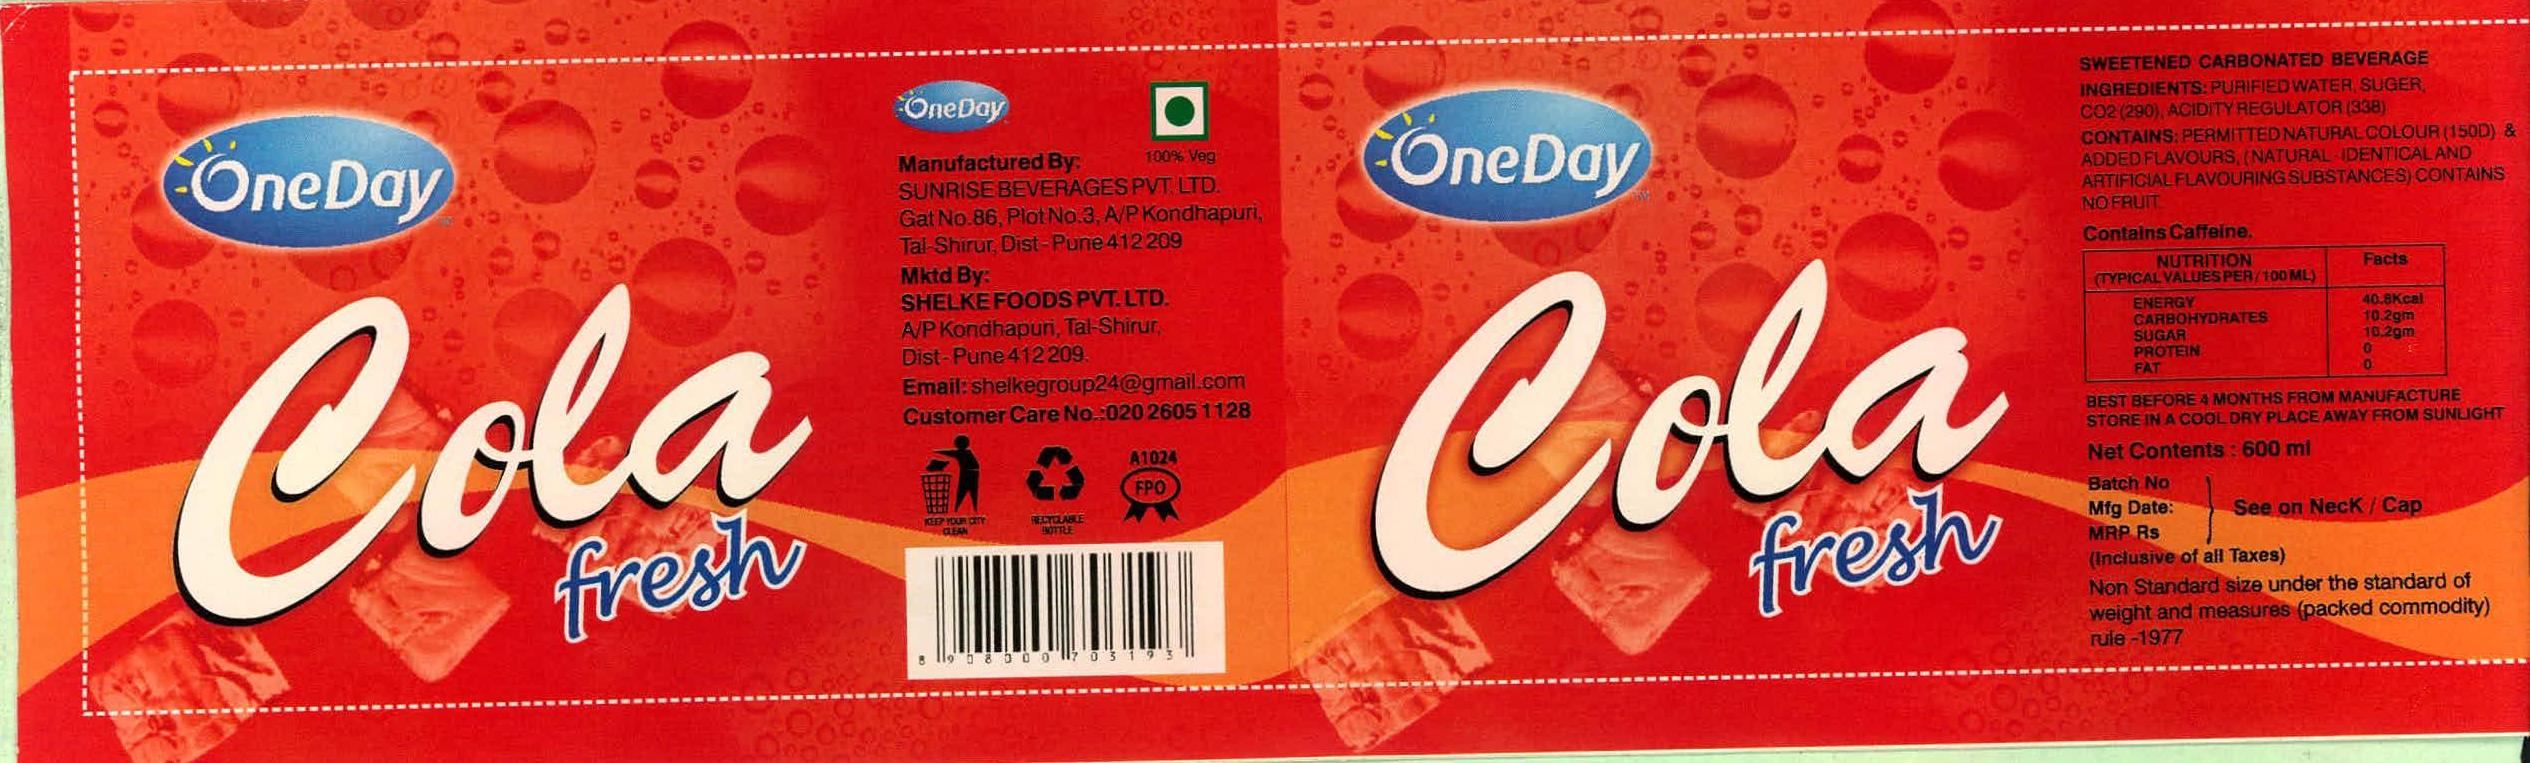 OneDay
Cola
fresh
OneDay
100% Veg
Manufactured By:
SUNRISE BEVERAGES PVT. LTD.
Gat No.86, Plot No.3, A/P Kondhapuri,
Tal-Shirur, Dist - Pune 412 209
Mktd By:
SHELKE FOODS PVT. LTD.
A/P Kondhapuri, Tal-Shirur,
Dist - Pune 412 209.
Email: shelkegroup24@gmail.com
Customer Care No.:020 2605 1128
KEEP YOUR CITY
CLEAN
RECYCLABLE
BOTTLE
A1024
FPO
8908000703193
OneDay
Cola
fresh
SWEETENED CARBONATED BEVERAGE
INGREDIENTS: PURIFIED WATER, SUGER,
CO2 (290), ACIDITY REGULATOR (338)
CONTAINS: PERMITTED NATURAL COLOUR (150D) &
ADDED FLAVOURS, (NATURAL - IDENTICAL AND
ARTIFICIAL FLAVOURING SUBSTANCES) CONTAINS
NO FRUIT
Contains Caffeine.
NUTRITION Facts
(TYPICAL VALUES PER / 100 ML)
ENERGY 40.8Kcal
CARBOHYDRATES 10.2gm
SUGAR 10.2gm
PROTEIN 0
FAT 0
BEST BEFORE 4 MONTHS FROM MANUFACTURE
STORE IN A COOL DRY PLACE AWAY FROM SUNLIGHT
Net Contents : 600 ml
Batch No
Mfg Date: See on NecK / Cap
MRP Rs
(Inclusive of all Taxes)
Non Standard size under the standard of
weight and measures (packed commodity)
rule -1977